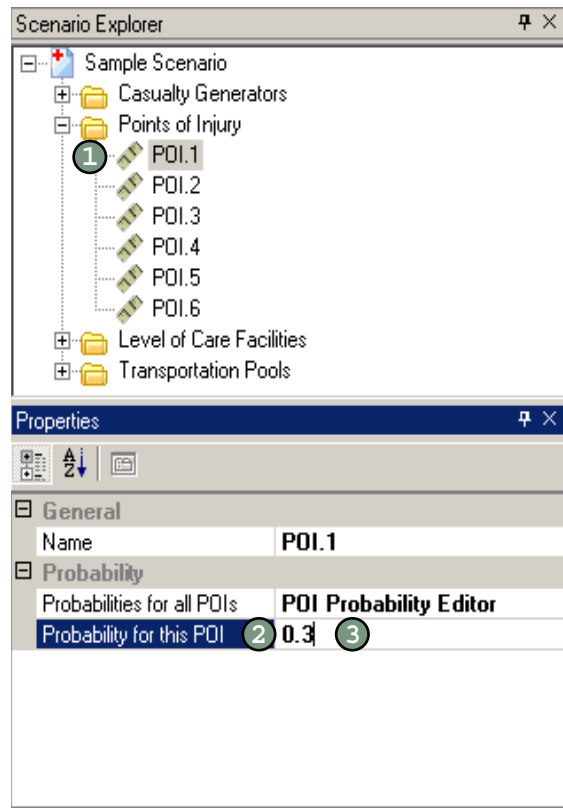 Scenario Explorer
Sample Scenario
Casualty Generators
Points of Injury
1 POI.1
POI.2
POI.3
POI.4
POI.5
POI.6
Level of Care Facilities
Transportation Pools
Properties
A Z
General
Name POI.1
Probability
Probabilities for all POIs POI Probability Editor
Probability for this POI 2 0.3 3